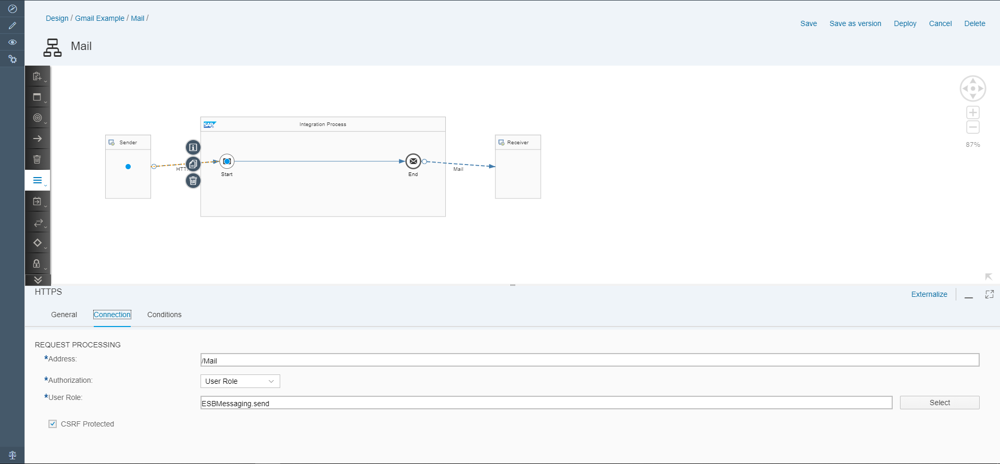 Design / Gmail Example / Mail /
Save Save as version Deploy Cancel Delete
Mail
SAP Integration Process
Sender
Receiver
87%
HTT
Mail
Start
End
HTTPS
Externalize
General Connection Conditions
REQUEST PROCESSING
*Address: /Mail
*Authorization: User Role
*User Role: ESBMessaging.send Select
CSRF Protected